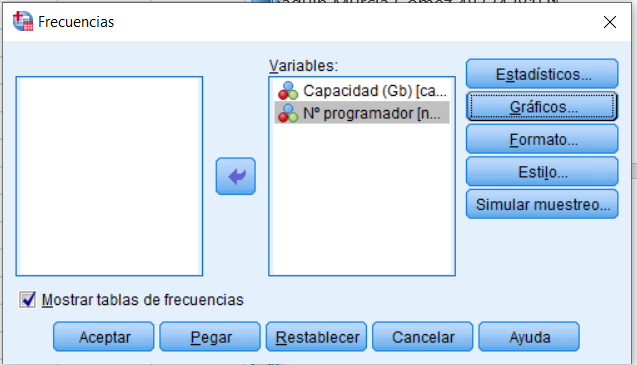 Frecuencias
Variables:
Capacidad (Gb) [ca...
Nº programador [n...
Estadísticos...
Gráficos...
Formato...
Estilo...
Simular muestreo...
Mostrar tablas de frecuencias
Aceptar
Pegar
Restablecer
Cancelar
Ayuda